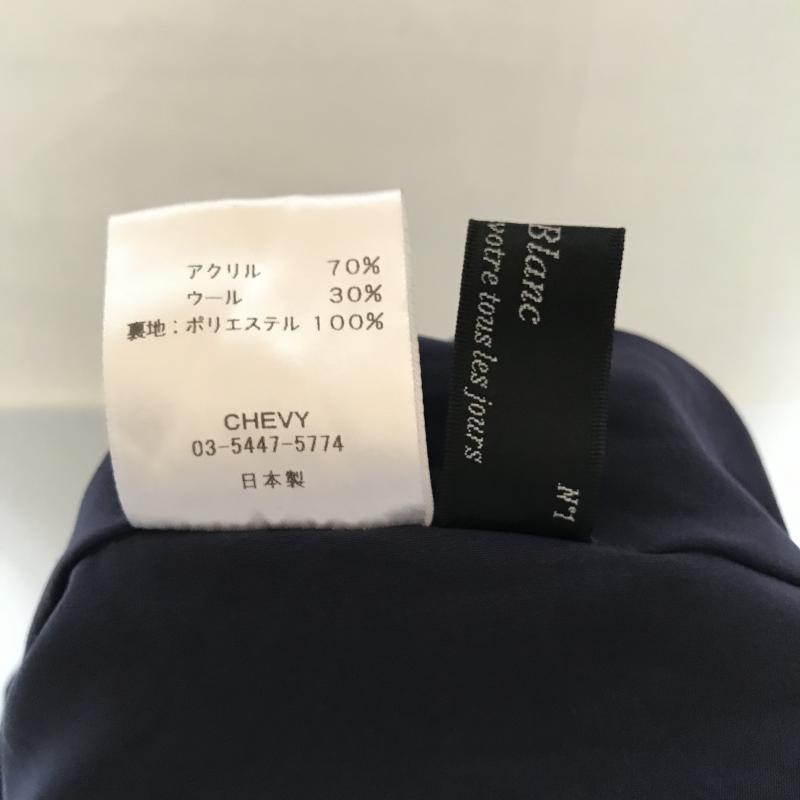 アクリル 70%
ウール 30%
裏地：ポリエステル 100%
CHEVY
03-5447-5774
日本製
Blanc
votre tous les jours
N°1